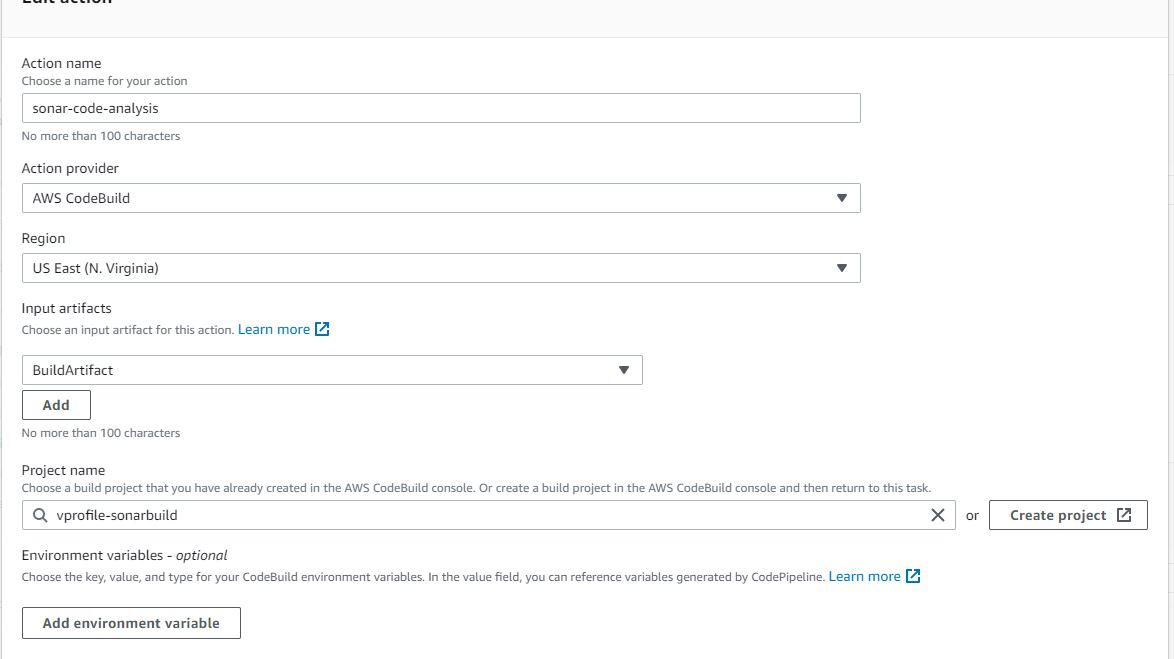 Edit action
Action name
Choose a name for your action
sonar-code-analysis
No more than 100 characters
Action provider
AWS CodeBuild
Region
US East (N. Virginia)
Input artifacts
Choose an input artifact for this action. Learn more
BuildArtifact
Add
No more than 100 characters
Project name
Choose a build project that you have already created in the AWS CodeBuild console. Or create a build project in the AWS CodeBuild console and then return to this task.
vprofile-sonarbuild or Create project
Environment variables - optional
Choose the key, value, and type for your CodeBuild environment variables. In the value field, you can reference variables generated by CodePipeline. Learn more
Add environment variable